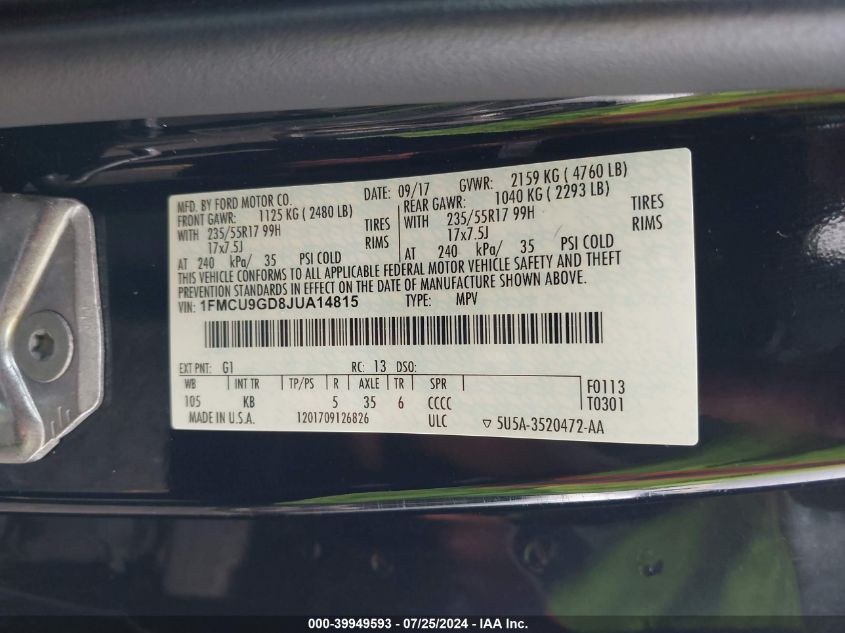 MFD. BY FORD MOTOR CO. DATE: 09/17 GVWR: 2159 KG ( 4760 LB)
FRONT GAWR: 1125 KG ( 2480 LB) REAR GAWR: 1040 KG ( 2293 LB)
WITH 235/55R17 99H TIRES WITH 235/55R17 99H TIRES
17x7.5J RIMS 17x7.5J RIMS
AT 240 kPa/ 35 PSI COLD AT 240 kPa/ 35 PSI COLD
THIS VEHICLE CONFORMS TO ALL APPLICABLE FEDERAL MOTOR VEHICLE SAFETY AND THEFT
PREVENTION STANDARDS IN EFFECT ON THE DATE OF MANUFACTURE SHOWN ABOVE.
VIN: 1FMCU9GD8JUA14815 TYPE: MPV
EXT PNT: G1 RC: 13 DSO:
WB INT TR TP/PS R AXLE TR SPR F0113
105 KB 5 35 6 CCCC T0301
MADE IN U.S.A. 1201709126826 ULC ▽ 5U5A-3520472-AA
000-39949593 / 07/25/2024 - IAA Inc.